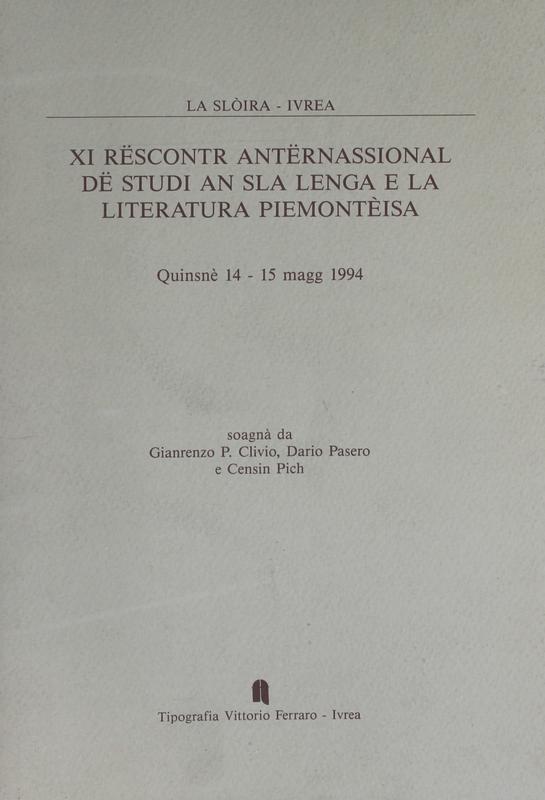 LA SLÒIRA - IVREA
XI RËSCONTR ANTËRNASSIONAL
DË STUDI AN SLA LENGA E LA
LITERATURA PIEMONTÈISA
Quinsnè 14 - 15 magg 1994
soagnà da
Gianrenzo P. Clivio, Dario Pasero
e Censin Pich
Tipografia Vittorio Ferraro - Ivrea